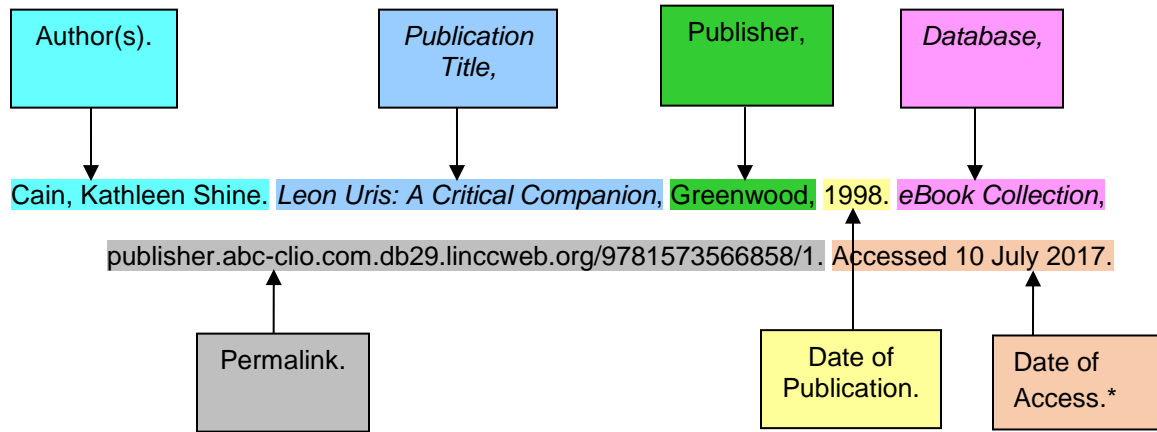 Author(s).
Publication
Title,
Publisher,
Database,
Cain, Kathleen Shine. Leon Uris: A Critical Companion, Greenwood, 1998. eBook Collection,
publisher.abc-clio.com.db29.linccweb.org/9781573566858/1. Accessed 10 July 2017.
Permalink.
Date of
Publication.
Date of
Access.*